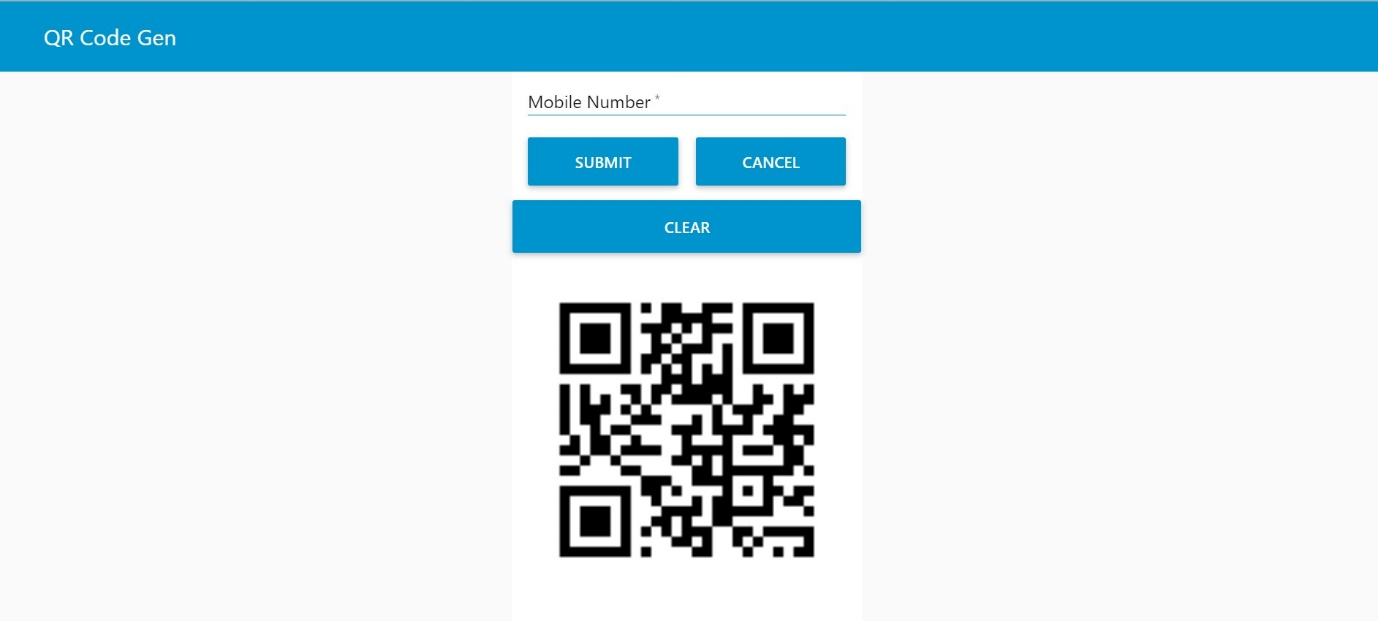 QR Code Gen
Mobile Number *
SUBMIT CANCEL
CLEAR